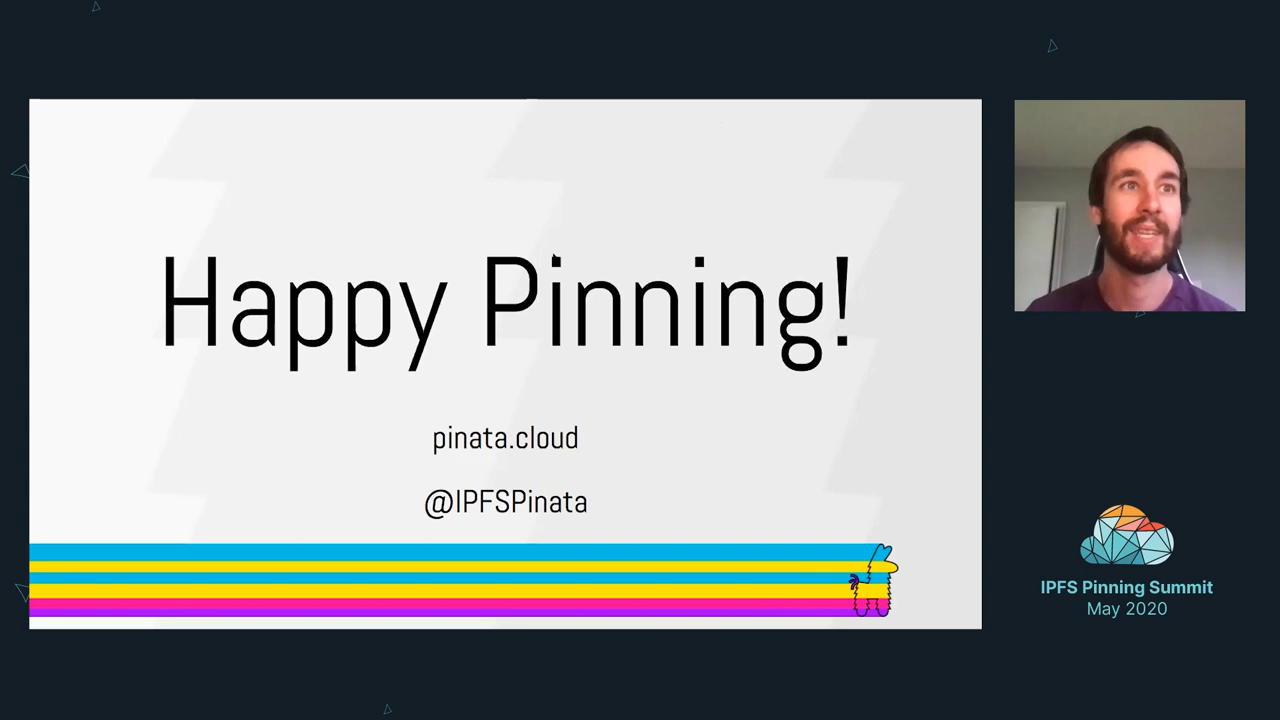 Happy Pinning!
pinata.cloud
@IPFSPinata
IPFS Pinning Summit
May 2020